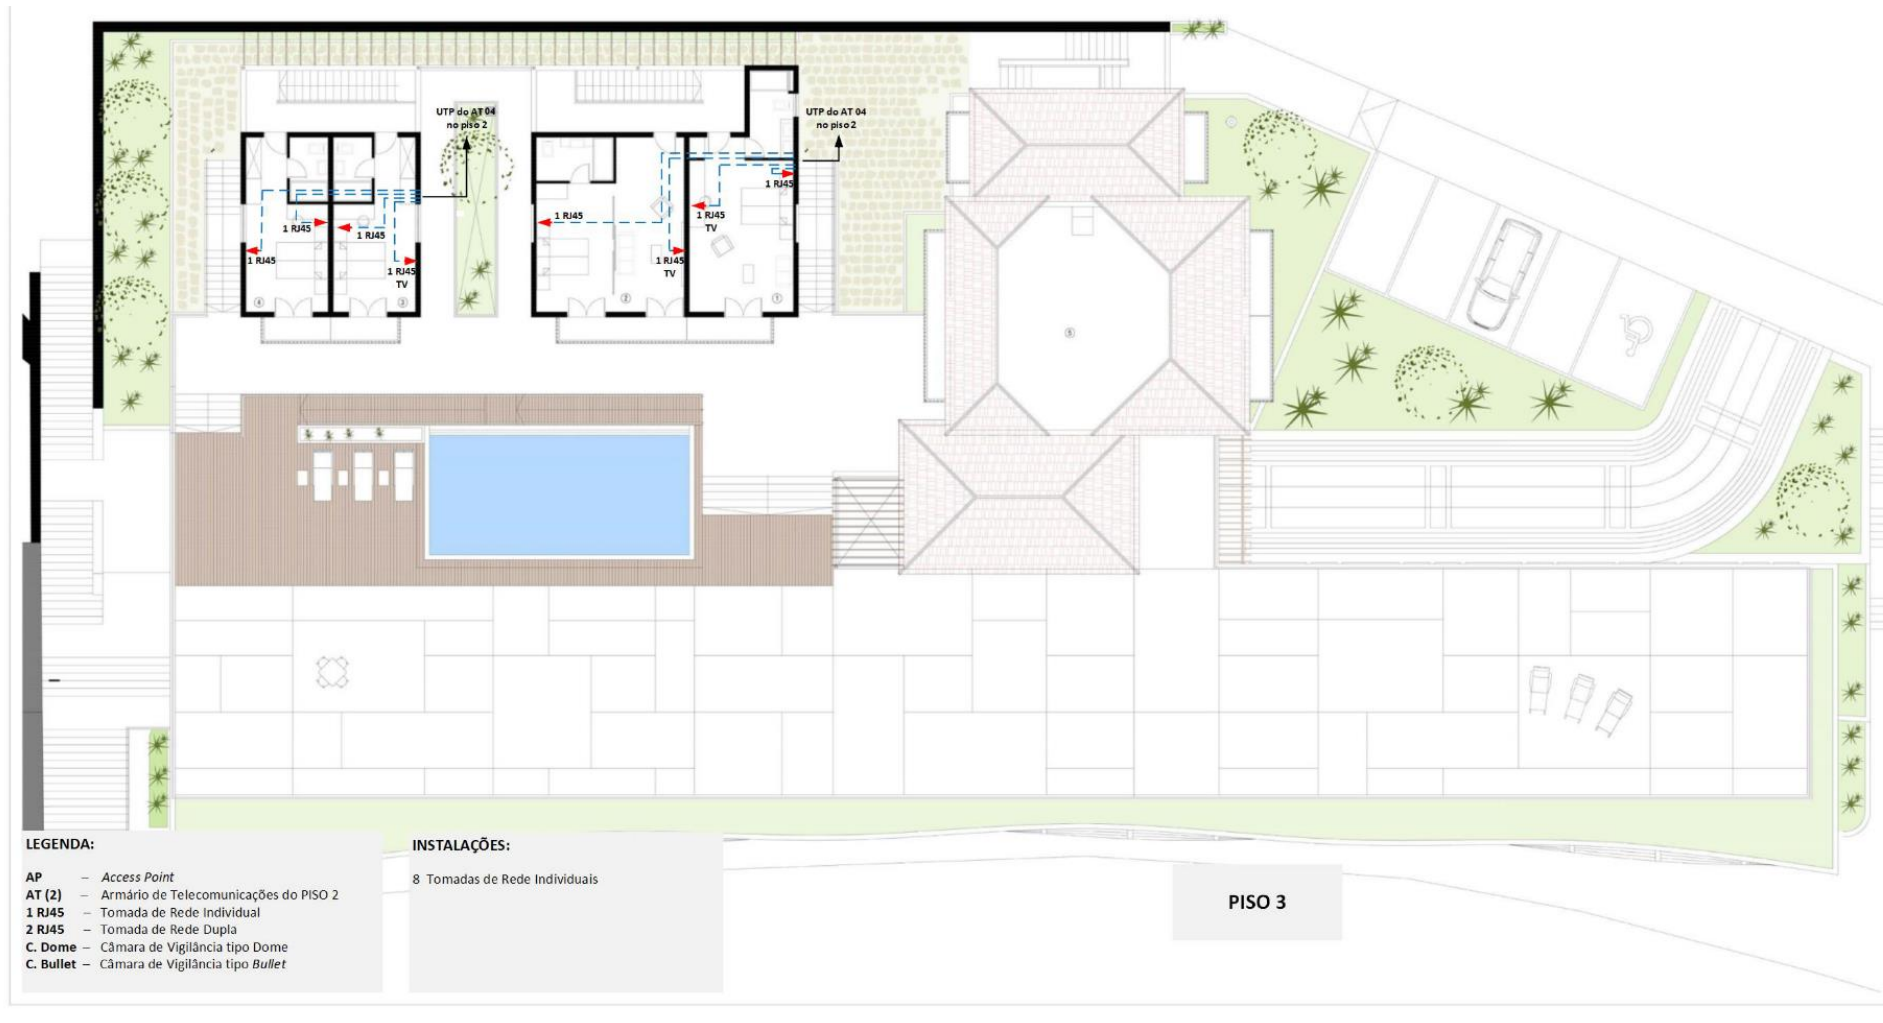 UTP do AT 04
no piso 2
UTP do AT 04
no piso 2
1 RJ45
1 RJ45
1 RJ45
1 RJ45
TV
1 RJ45
1 RJ45
TV
1 RJ45
TV
1 RJ45
4
3
2
1
5
LEGENDA:
AP – Access Point
AT (2) – Armário de Telecomunicações do PISO 2
1 RJ45 – Tomada de Rede Individual
2 RJ45 – Tomada de Rede Dupla
C. Dome – Câmara de Vigilância tipo Dome
C. Bullet – Câmara de Vigilância tipo Bullet
INSTALAÇÕES:
8 Tomadas de Rede Individuais
PISO 3